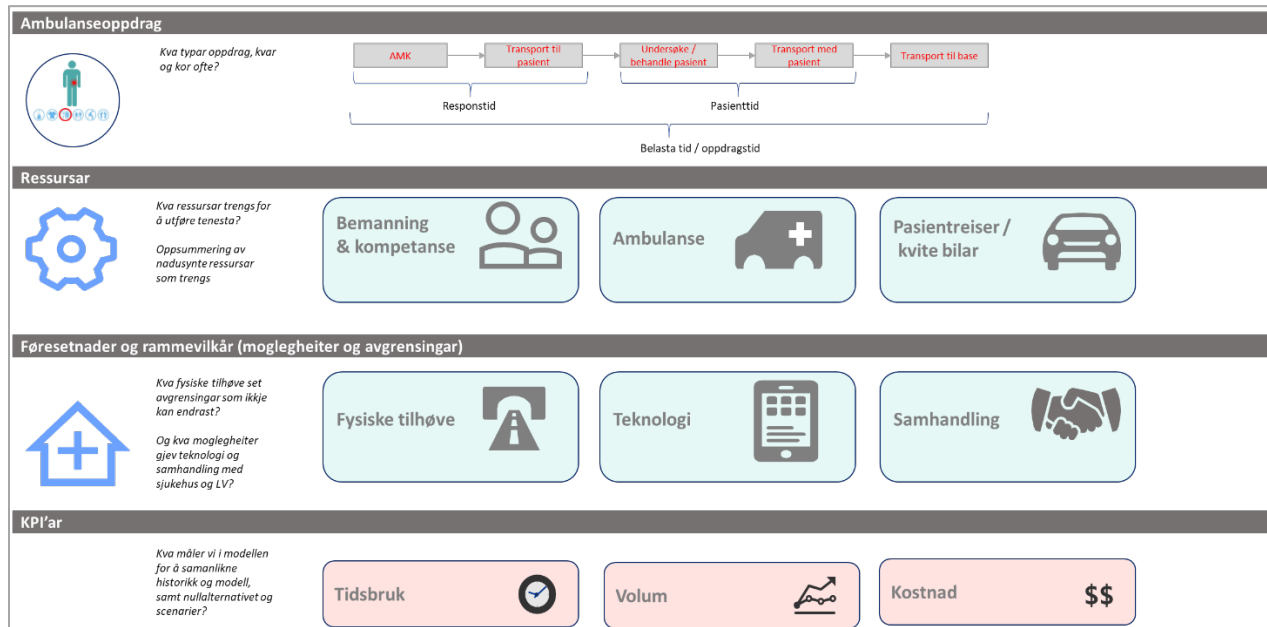 Ambulanseoppdrag
Kva typar oppdrag, kvar
og kor ofte?
AMK
Transport til
pasient
Undersøke /
behandle pasient
Transport med
pasient
Transport til base
Responstid
Pasienttid
Belasta tid / oppdragstid
Ressursar
Kva ressursar trengs for
å utføre tenesta?
Oppsummering av
nadusynte ressursar
som trengs
Bemanning
& kompetanse
Ambulanse
Pasientreiser /
kvite bilar
Føresetnader og rammevilkår (moglegheiter og avgrensingar)
Kva fysiske tilhøve set
avgrensingar som ikkje
kan endrast?
Og kva moglegheiter
gjev teknologi og
samhandling med
sjukehus og LV?
Fysiske tilhøve
Teknologi
Samhandling
KPI'ar
Kva måler vi i modellen
for å samanlikne
historikk og modell,
samt nullalternativet og
scenarier?
Tidsbruk
Volum
Kostnad
$$